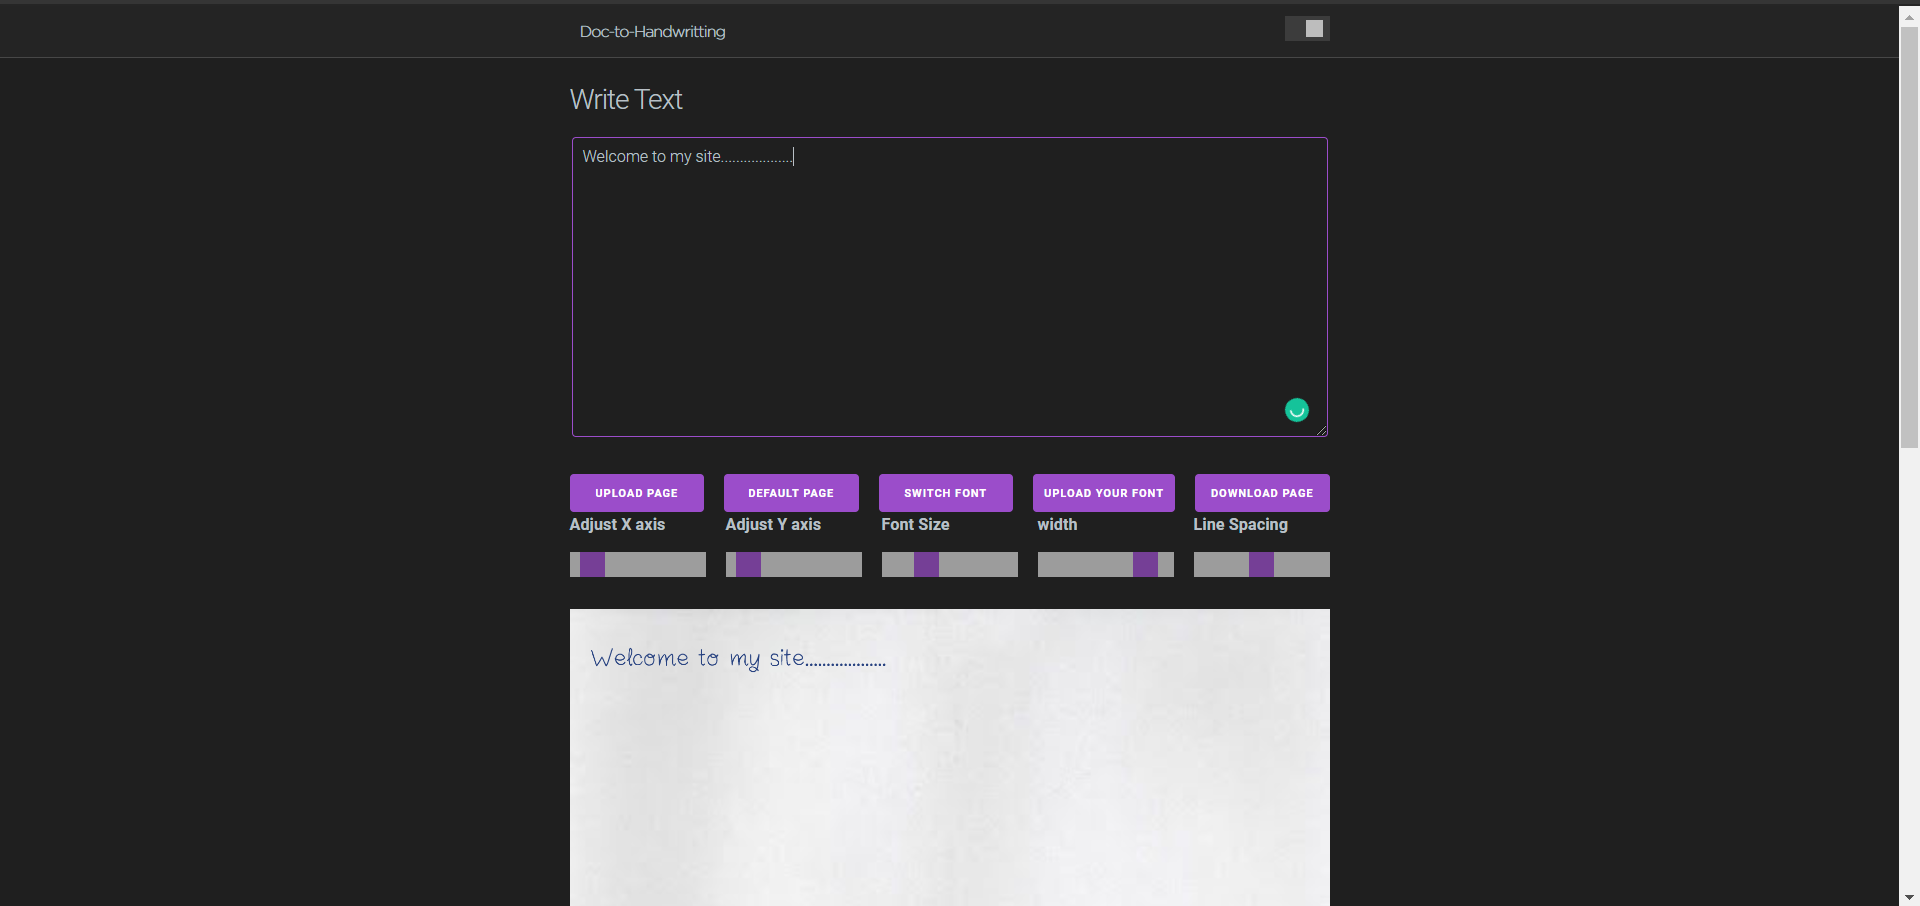 Doc-to-Handwritting
Write Text
Welcome to my site...................
UPLOAD PAGE DEFAULT PAGE SWITCH FONT UPLOAD YOUR FONT DOWNLOAD PAGE
Adjust X axis Adjust Y axis Font Size width Line Spacing
Welcome to my site...................